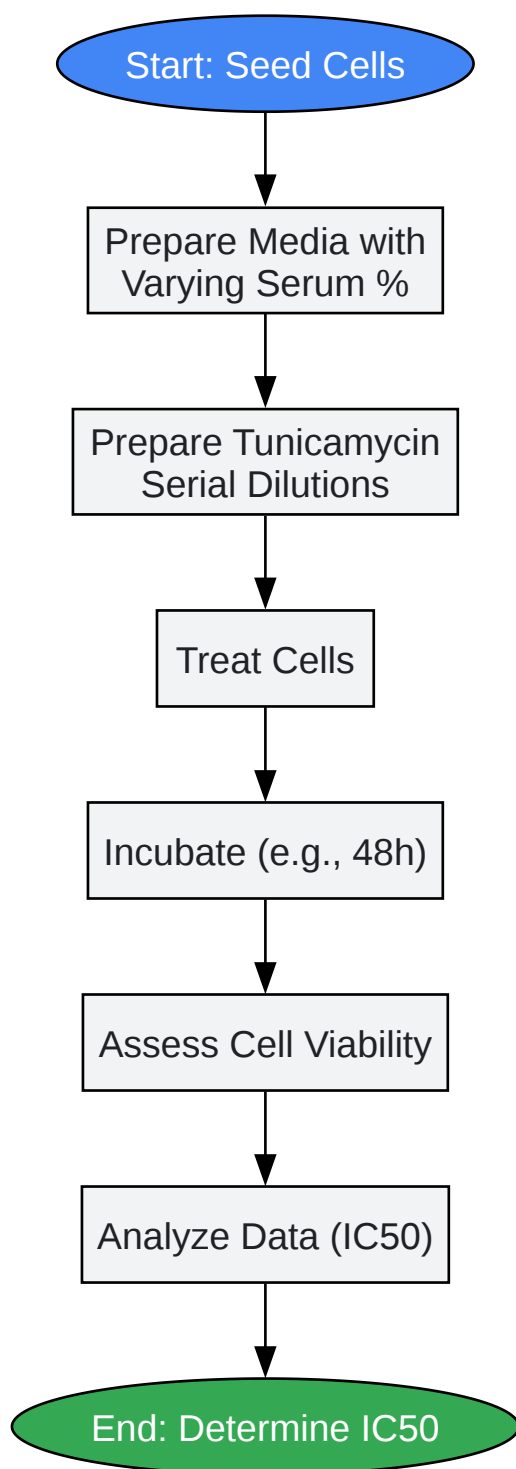 Start: Seed Cells
Prepare Media with
Varying Serum %
Prepare Tunicamycin
Serial Dilutions
Treat Cells
Incubate (e.g., 48h)
Assess Cell Viability
Analyze Data (IC50)
End: Determine IC50